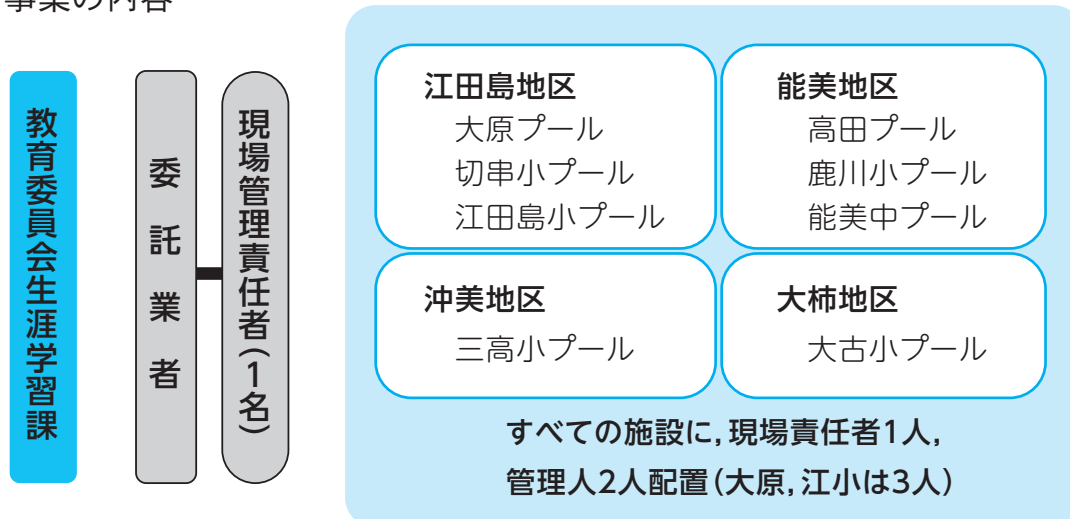 事業の内容
教育委員会生涯学習課
委託業者
現場管理責任者(1名)
江田島地区
大原プール
切串小プール
江田島小プール
能美地区
高田プール
鹿川小プール
能美中プール
沖美地区
三高小プール
大柿地区
大古小プール
すべての施設に,現場責任者1人,
管理人2人配置(大原,江小は3人)